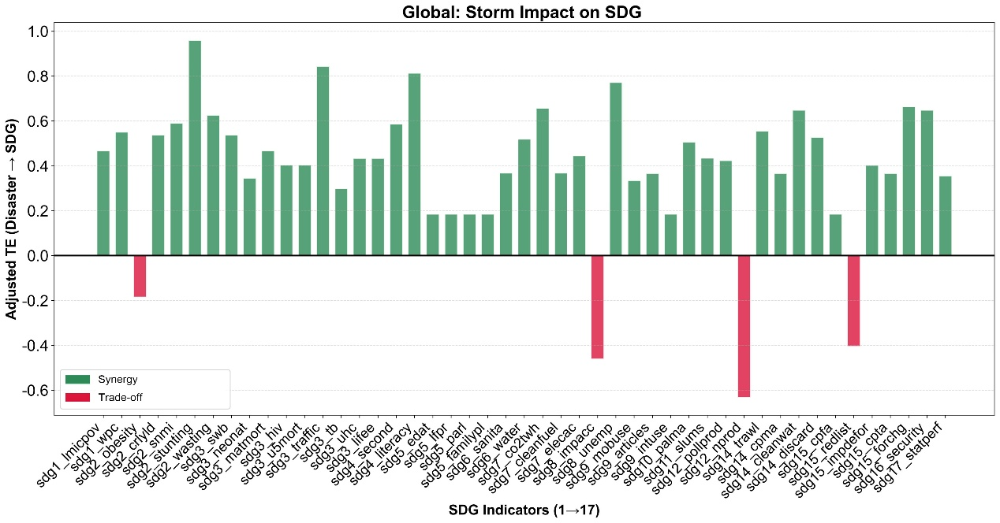 Global: Storm Impact on SDG
Adjusted TE (Disaster → SDG)
1.0
0.8
0.6
0.4
0.2
0.0
-0.2
-0.4
-0.6
Synergy
Trade-off
sdg1_lmicpov
sdg1_wpc
sdg2_obesity
sdg2_crlyld
sdg2_snmi
sdg2_stunting
sdg2_wasting
sdg3_swb
sdg3_neonat
sdg3_matmort
sdg3_hiv
sdg3_u5mort
sdg3_traffic
sdg3_tb
sdg3_uhc
sdg3_lifee
sdg4_second
sdg4_literacy
sdg5_edat
sdg5_lfpr
sdg5_parl
sdg5_familypl
sdg6_sanita
sdg6_water
sdg7_co2twh
sdg7_cleanfuel
sdg7_elecac
sdg8_impacc
sdg8_unemp
sdg9_mobuse
sdg9_articles
sdg9_intuse
sdg10_palma
sdg11_slums
sdg12_pollprod
sdg12_nprod
sdg14_trawl
sdg14_cpma
sdg14_cleanwat
sdg14_discard
sdg15_cpfa
sdg15_redlist
sdg15_impdefor
sdg15_cpta
sdg15_forchg
sdg16_security
sdg17_statperf
SDG Indicators (1→17)